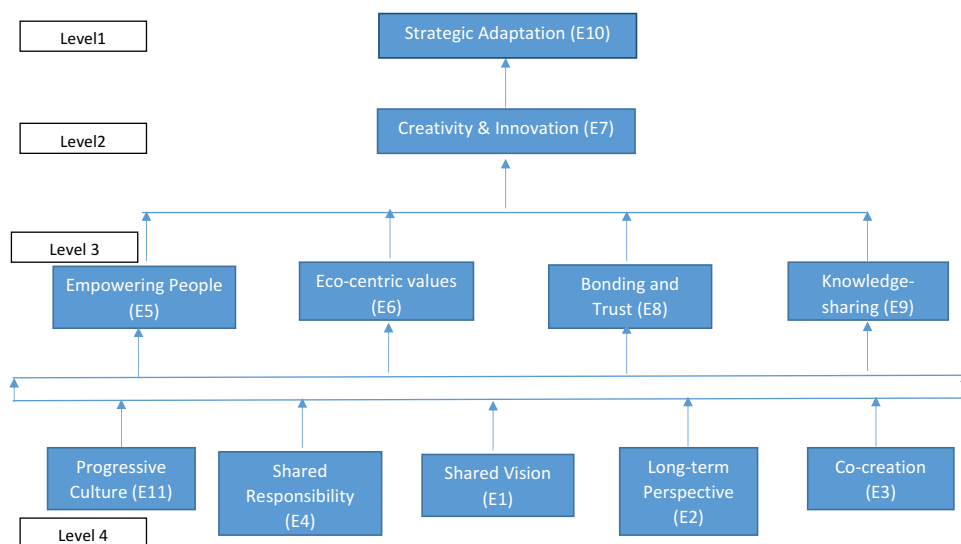 Level1
Strategic Adaptation (E10)
Level2
Creativity & Innovation (E7)
Level 3
Empowering People
(E5)
Eco-centric values
(E6)
Bonding and
Trust (E8)
Knowledge-
sharing (E9)
Progressive
Culture (E11)
Shared
Responsibility
(E4)
Shared Vision
(E1)
Long-term
Perspective
(E2)
Co-creation
(E3)
Level 4